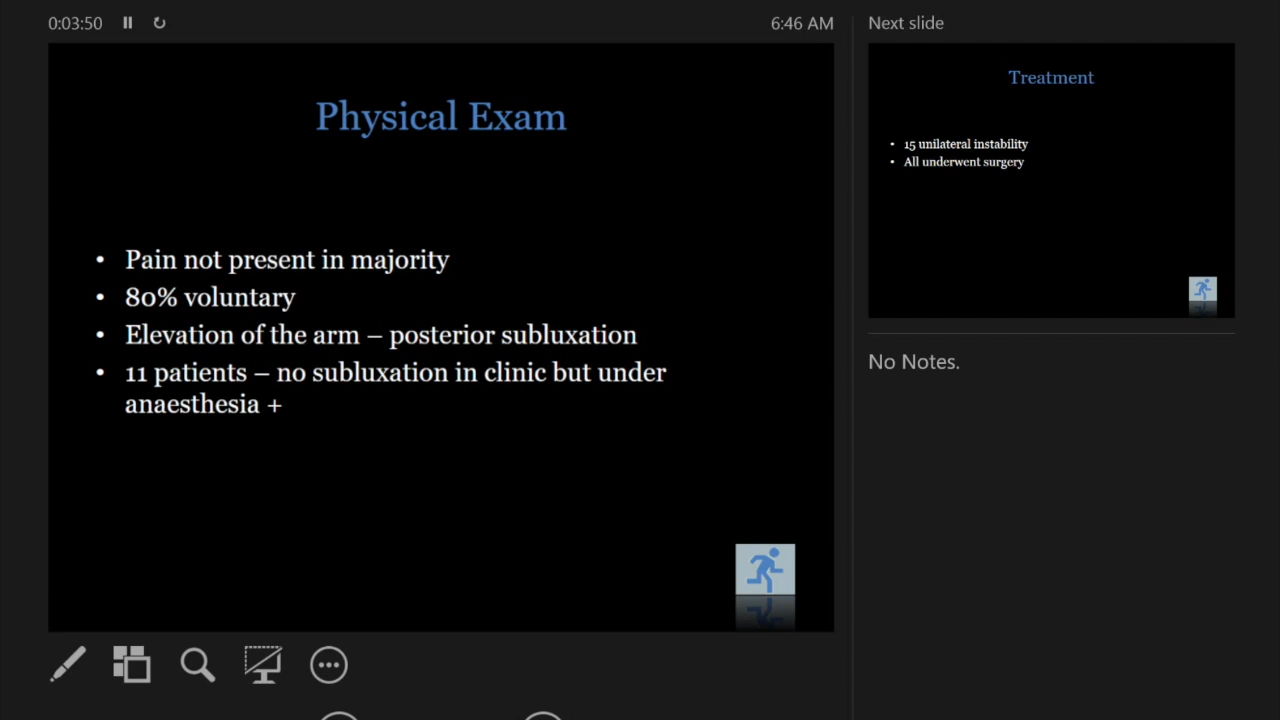 0:03:50
6:46 AM
Next slide
Physical Exam
• Pain not present in majority
• 80% voluntary
• Elevation of the arm – posterior subluxation
• 11 patients – no subluxation in clinic but under
anaesthesia +
Treatment
• 15 unilateral instability
• All underwent surgery
No Notes.